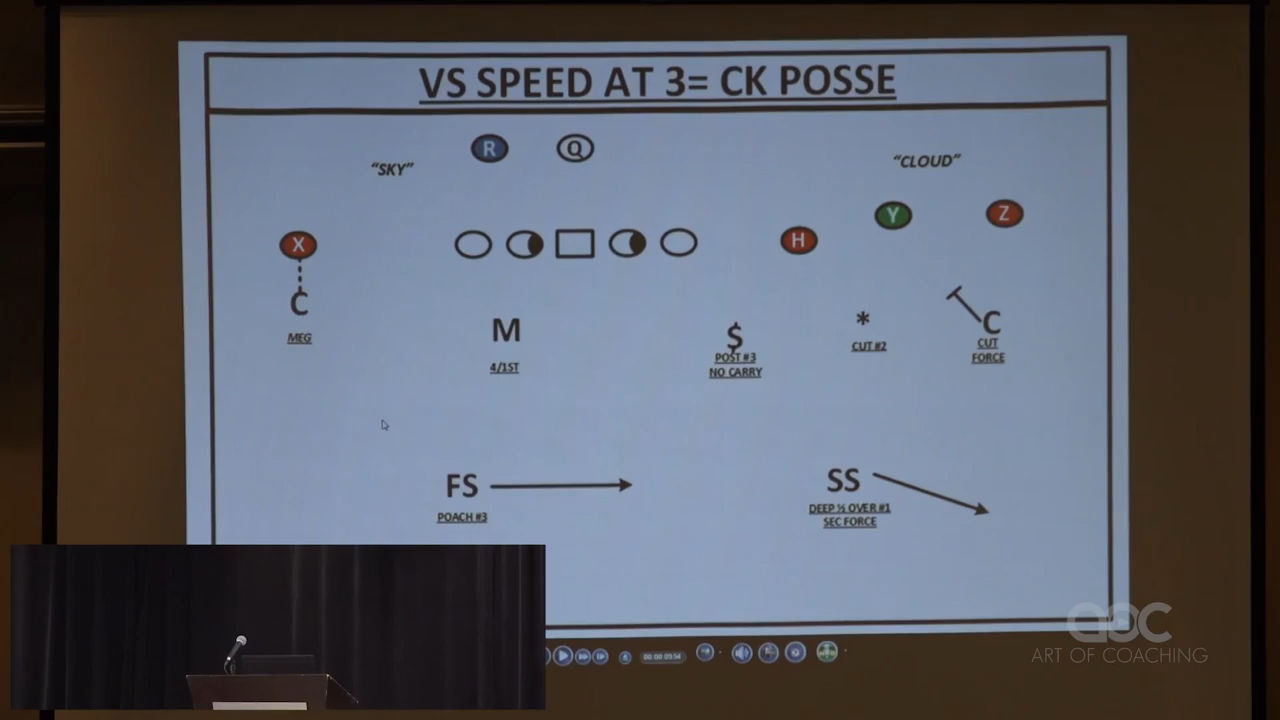 VS SPEED AT 3= CK POSSE
R Q
"SKY" "CLOUD"
Y Z
X H
C M $ * C
MEG POST #3 CUT #2 CUT
4/1ST NO CARRY FORCE
FS SS
POACH #3 DEEP ½ OVER #1
SEC FORCE
aoc
ART OF COACHING